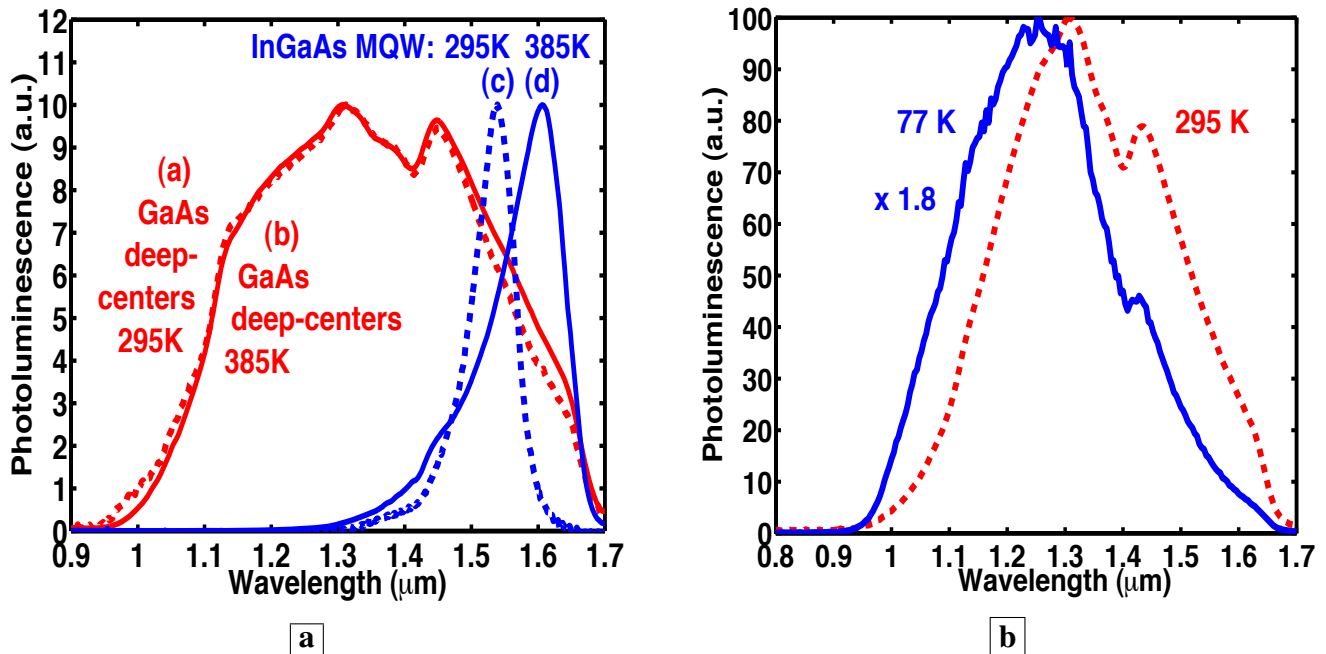 12
11
10
9
8
7
6
5
4
3
2
1
0
Photoluminescence (a.u.)
InGaAs MQW: 295K 385K
(c) (d)
(a)
GaAs
deep-
centers
295K
(b)
GaAs
deep-centers
385K
0.9 1 1.1 1.2 1.3 1.4 1.5 1.6 1.7
Wavelength (μm)
a
100
90
80
70
60
50
40
30
20
10
0
Photoluminescence (a.u.)
77 K
x 1.8
295 K
0.8 0.9 1 1.1 1.2 1.3 1.4 1.5 1.6 1.7
Wavelength (μm)
b